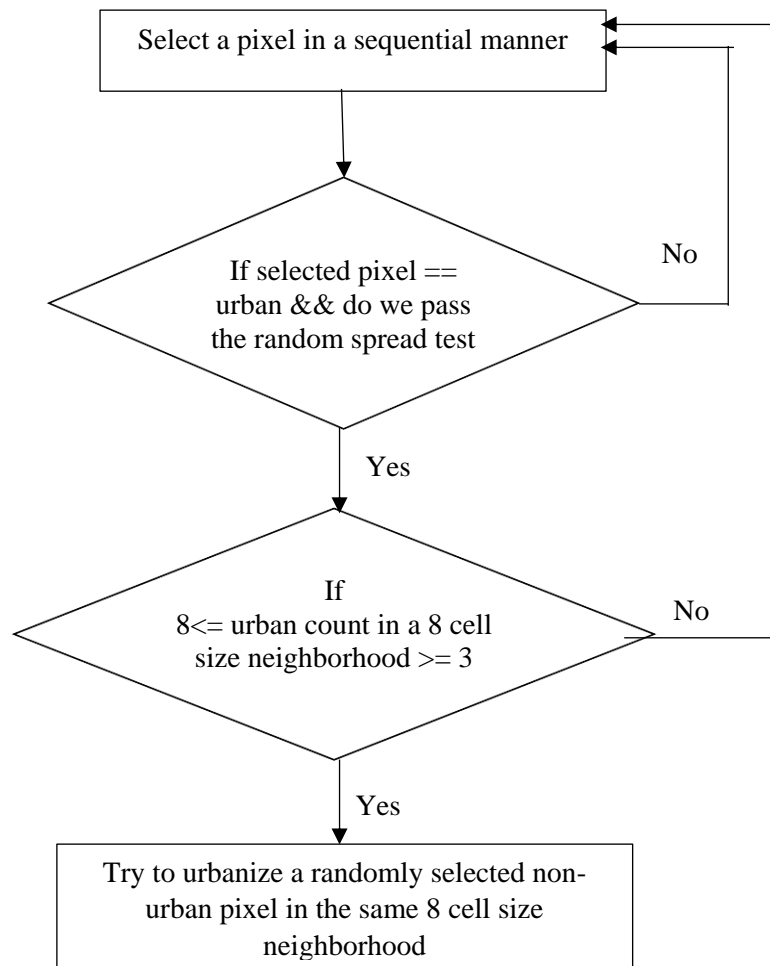 Select a pixel in a sequential manner
If selected pixel ==
urban && do we pass
the random spread test
No
Yes
If
8<= urban count in a 8 cell
size neighborhood >= 3
No
Yes
Try to urbanize a randomly selected non-
urban pixel in the same 8 cell size
neighborhood